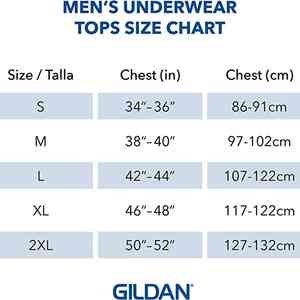 MEN'S UNDERWEAR
TOPS SIZE CHART
Size / Talla Chest (in) Chest (cm)
S 34"–36" 86-91cm
M 38"–40" 97-102cm
L 42"–44" 107-122cm
XL 46"–48" 117-122cm
2XL 50"–52" 127-132cm
GILDAN